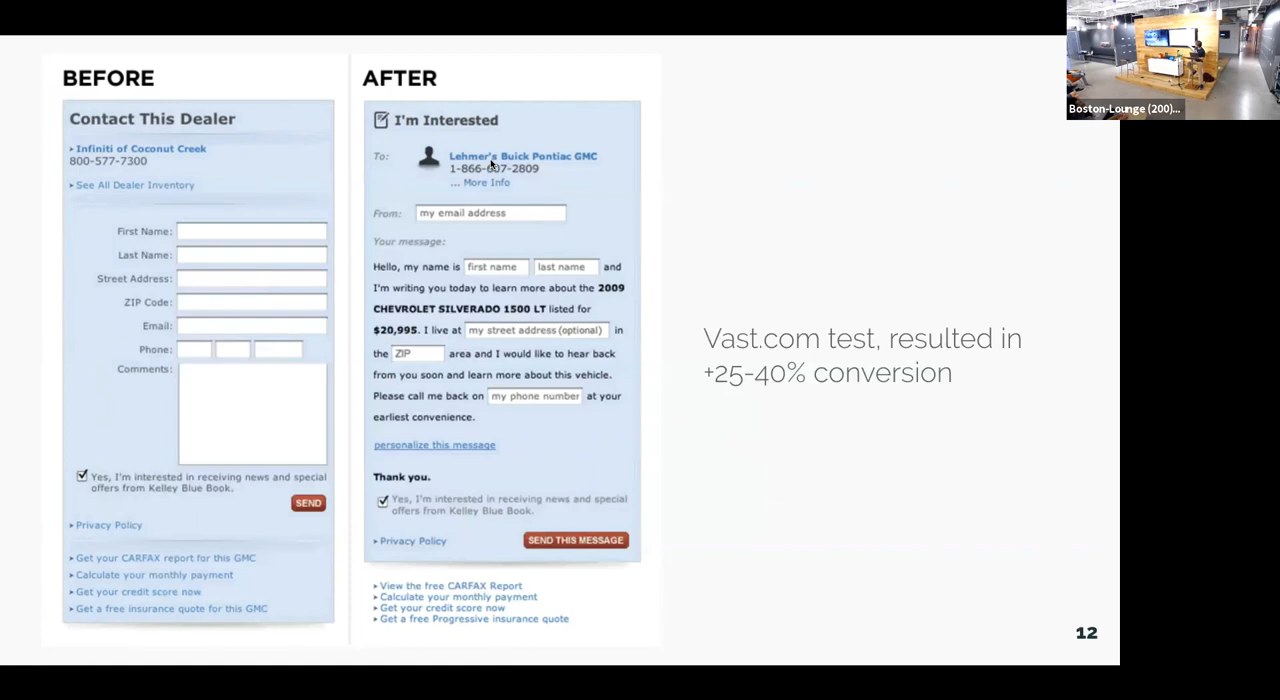 BEFORE
Contact This Dealer
Infiniti of Coconut Creek
800-577-7300
See All Dealer Inventory
First Name:
Last Name:
Street Address:
ZIP Code:
Email:
Phone:
Comments:
Yes, I'm interested in receiving news and special
offers from Kelley Blue Book.
SEND
Privacy Policy
Get your CARFAX report for this GMC
Calculate your monthly payment
Get your credit score now
Get a free insurance quote for this GMC
AFTER
I'm Interested
To:
Lehmer's Buick Pontiac GMC
1-866-607-2809
... More Info
From: my email address
Your message:
Hello, my name is first name last name and
I'm writing you today to learn more about the 2009
CHEVROLET SILVERADO 1500 LT listed for
$20,995. I live at my street address (optional) in
the ZIP area and I would like to hear back
from you soon and learn more about this vehicle.
Please call me back on my phone number at your
earliest convenience.
personalize this message
Thank you.
Yes, I'm interested in receiving news and special
offers from Kelley Blue Book.
Privacy Policy SEND THIS MESSAGE
View the free CARFAX Report
Calculate your monthly payment
Get your credit score now
Get a free Progressive insurance quote
Vast.com test, resulted in
+25-40% conversion
12
Boston-Lounge (200)...